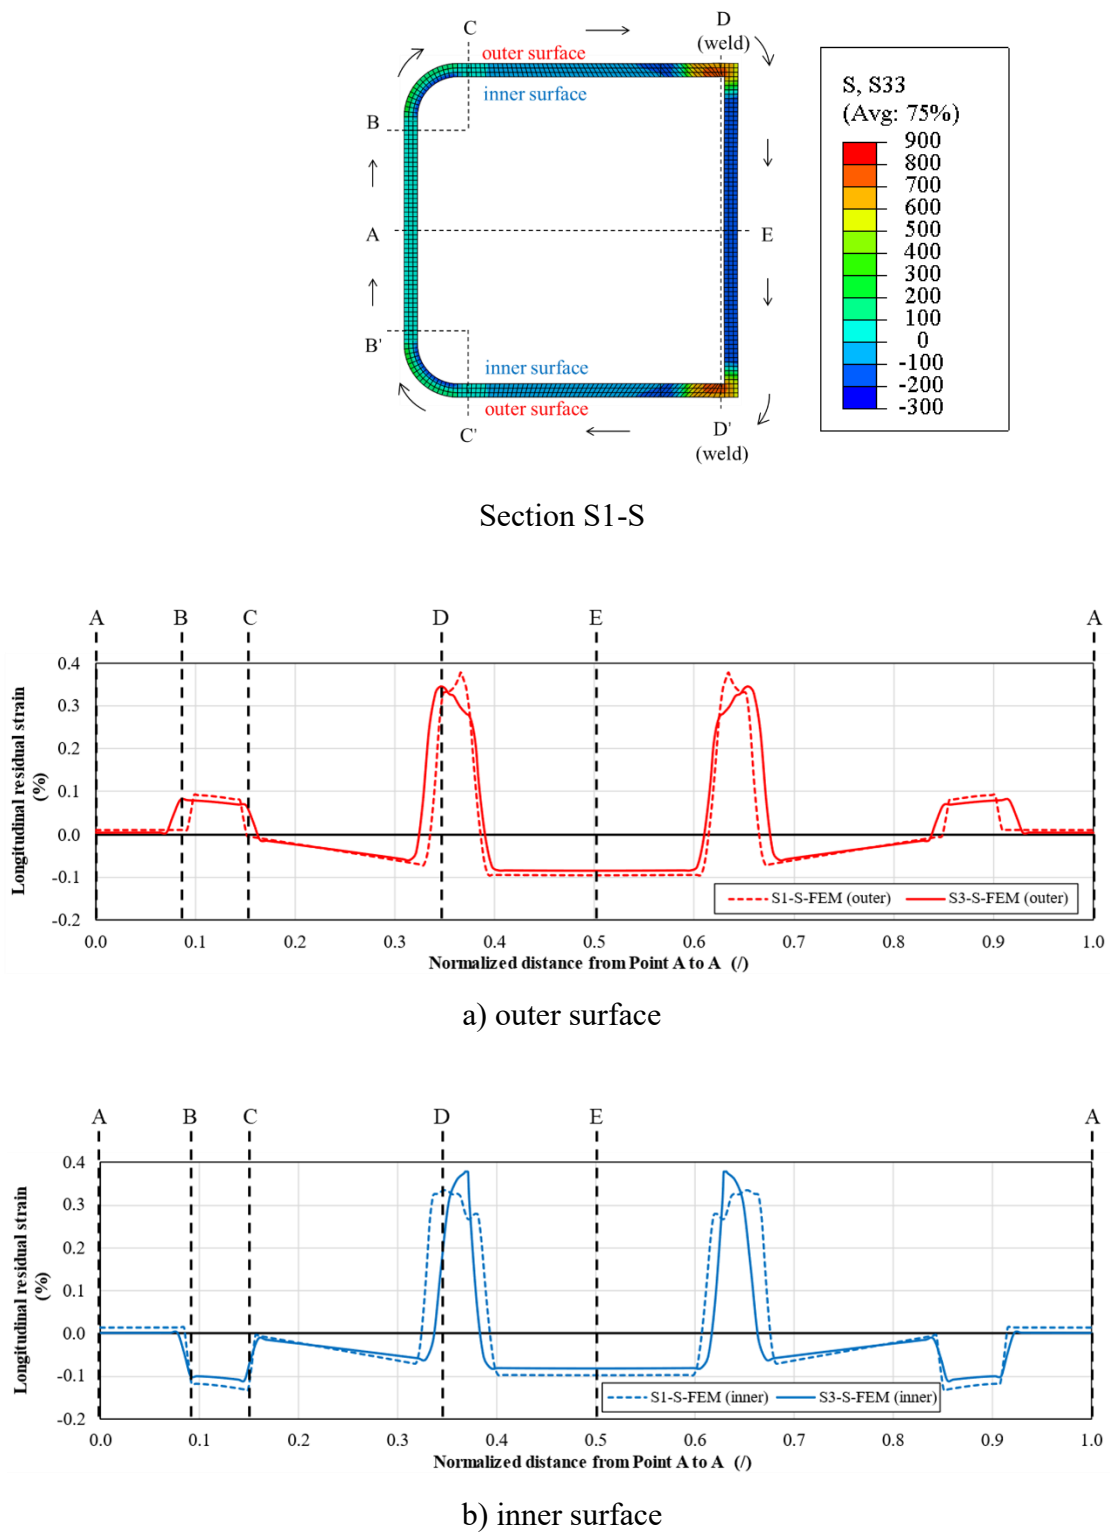 C
D
(weld)
outer surface
inner surface
B
A
E
B'
inner surface
outer surface
C'
D'
(weld)
S, S33
(Avg: 75%)
900
800
700
600
500
400
300
200
100
0
-100
-200
-300
Section S1-S
A B C D E A
Longitudinal residual strain
(%)
0.4
0.3
0.2
0.1
0.0
-0.1
-0.2
S1-S-FEM (outer) S3-S-FEM (outer)
0.0 0.1 0.2 0.3 0.4 0.5 0.6 0.7 0.8 0.9 1.0
Normalized distance from Point A to A (/)
a) outer surface
A B C D E A
Longitudinal residual strain
(%)
0.4
0.3
0.2
0.1
0.0
-0.1
-0.2
S1-S-FEM (inner) S3-S-FEM (inner)
0.0 0.1 0.2 0.3 0.4 0.5 0.6 0.7 0.8 0.9 1.0
Normalized distance from Point A to A (/)
b) inner surface